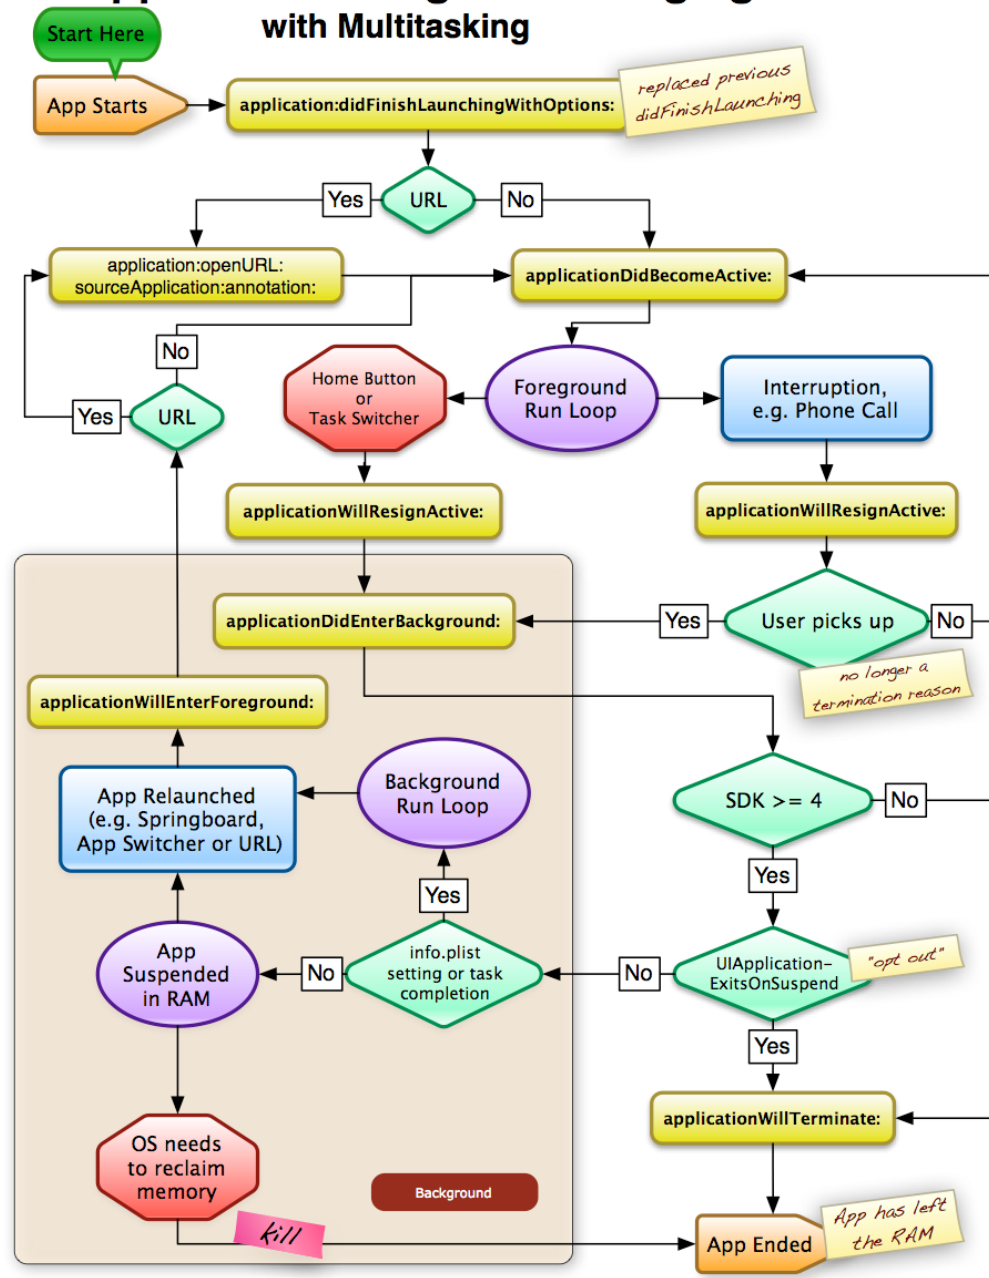 with Multitasking
Start Here
App Starts
application:didFinishLaunchingWithOptions:
replaced previous
didFinishLaunching
Yes
URL
No
application:openURL:
sourceApplication:annotation:
applicationDidBecomeActive:
No
Home Button
or
Task Switcher
Foreground
Run Loop
Interruption,
e.g. Phone Call
Yes
URL
applicationWillResignActive:
applicationWillResignActive:
applicationDidEnterBackground:
Yes
User picks up
No
no longer a
termination reason
applicationWillEnterForeground:
App Relaunched
(e.g. Springboard,
App Switcher or URL)
Background
Run Loop
SDK >= 4
No
Yes
Yes
App
Suspended
in RAM
No
info.plist
setting or task
completion
No
UIApplication-
ExitsOnSuspend
"opt out"
Yes
applicationWillTerminate:
OS needs
to reclaim
memory
Background
kill
App Ended
App has left
the RAM